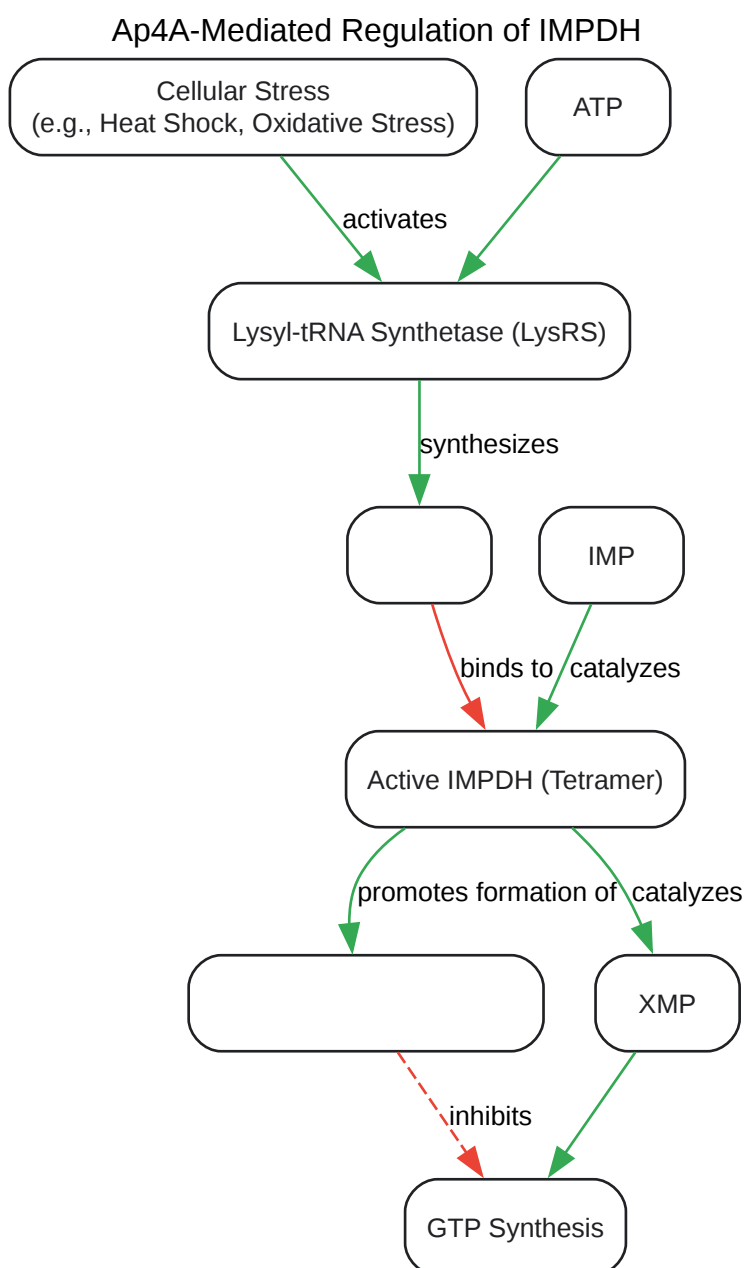 Ap4A-Mediated Regulation of IMPDH
Cellular Stress
(e.g., Heat Shock, Oxidative Stress)
ATP
activates
Lysyl-tRNA Synthetase (LysRS)
synthesizes
IMP
binds to
catalyzes
Active IMPDH (Tetramer)
promotes formation of
catalyzes
XMP
inhibits
GTP Synthesis